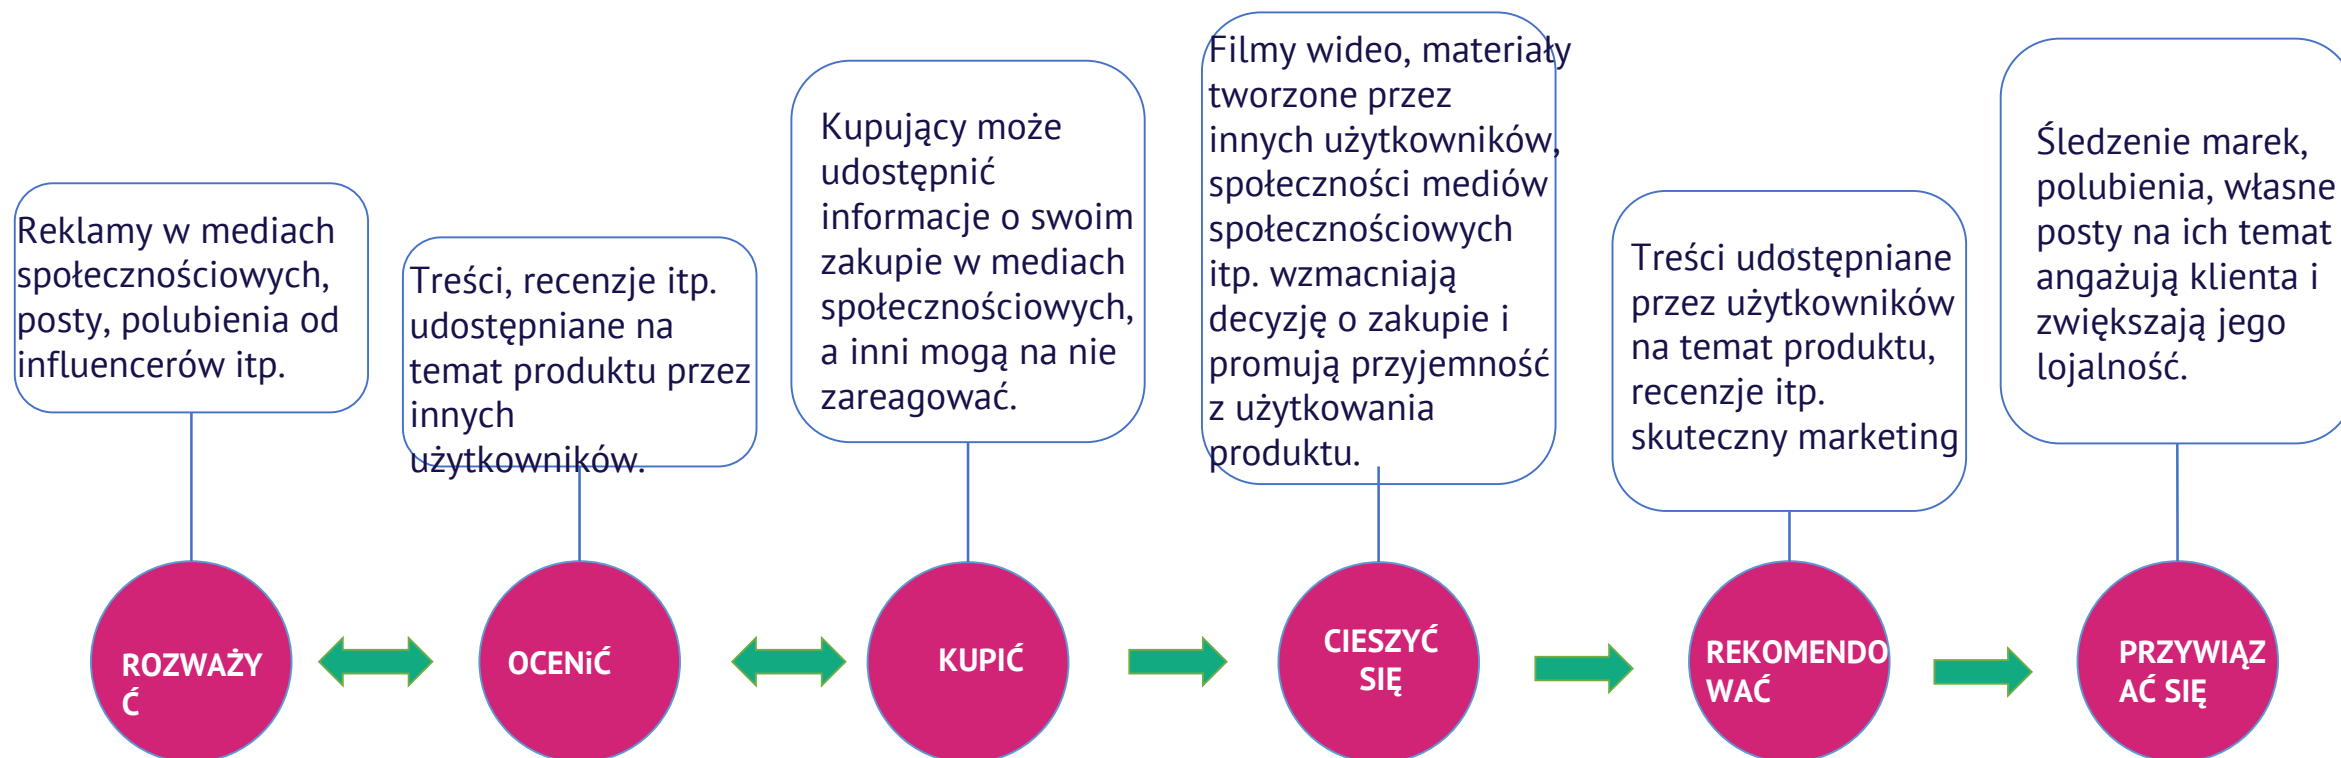 Reklamy w mediach
społecznościowych,
posty, polubienia od
influencerów itp.
Treści, recenzje itp.
udostępniane na
temat produktu przez
innych
użytkowników.
Kupujący może
udostępnić
informacje o swoim
zakupie w mediach
społecznościowych,
a inni mogą na nie
zareagować.
Filmy wideo, materiały
tworzone przez
innych użytkowników,
społeczności mediów
społecznościowych
itp. wzmacniają
decyzję o zakupie i
promują przyjemność
z użytkowania
produktu.
Treści udostępniane
przez użytkowników
na temat produktu,
recenzje itp.
skuteczny marketing
Śledzenie marek,
polubienia, własne
posty na ich temat
angażują klienta i
zwiększają jego
lojalność.
ROZWAŻY
Ć
OCENiĆ
KUPIĆ
CIESZYĆ
SIĘ
REKOMENDO
WAĆ
PRZYWIĄZ
AĆ SIĘ